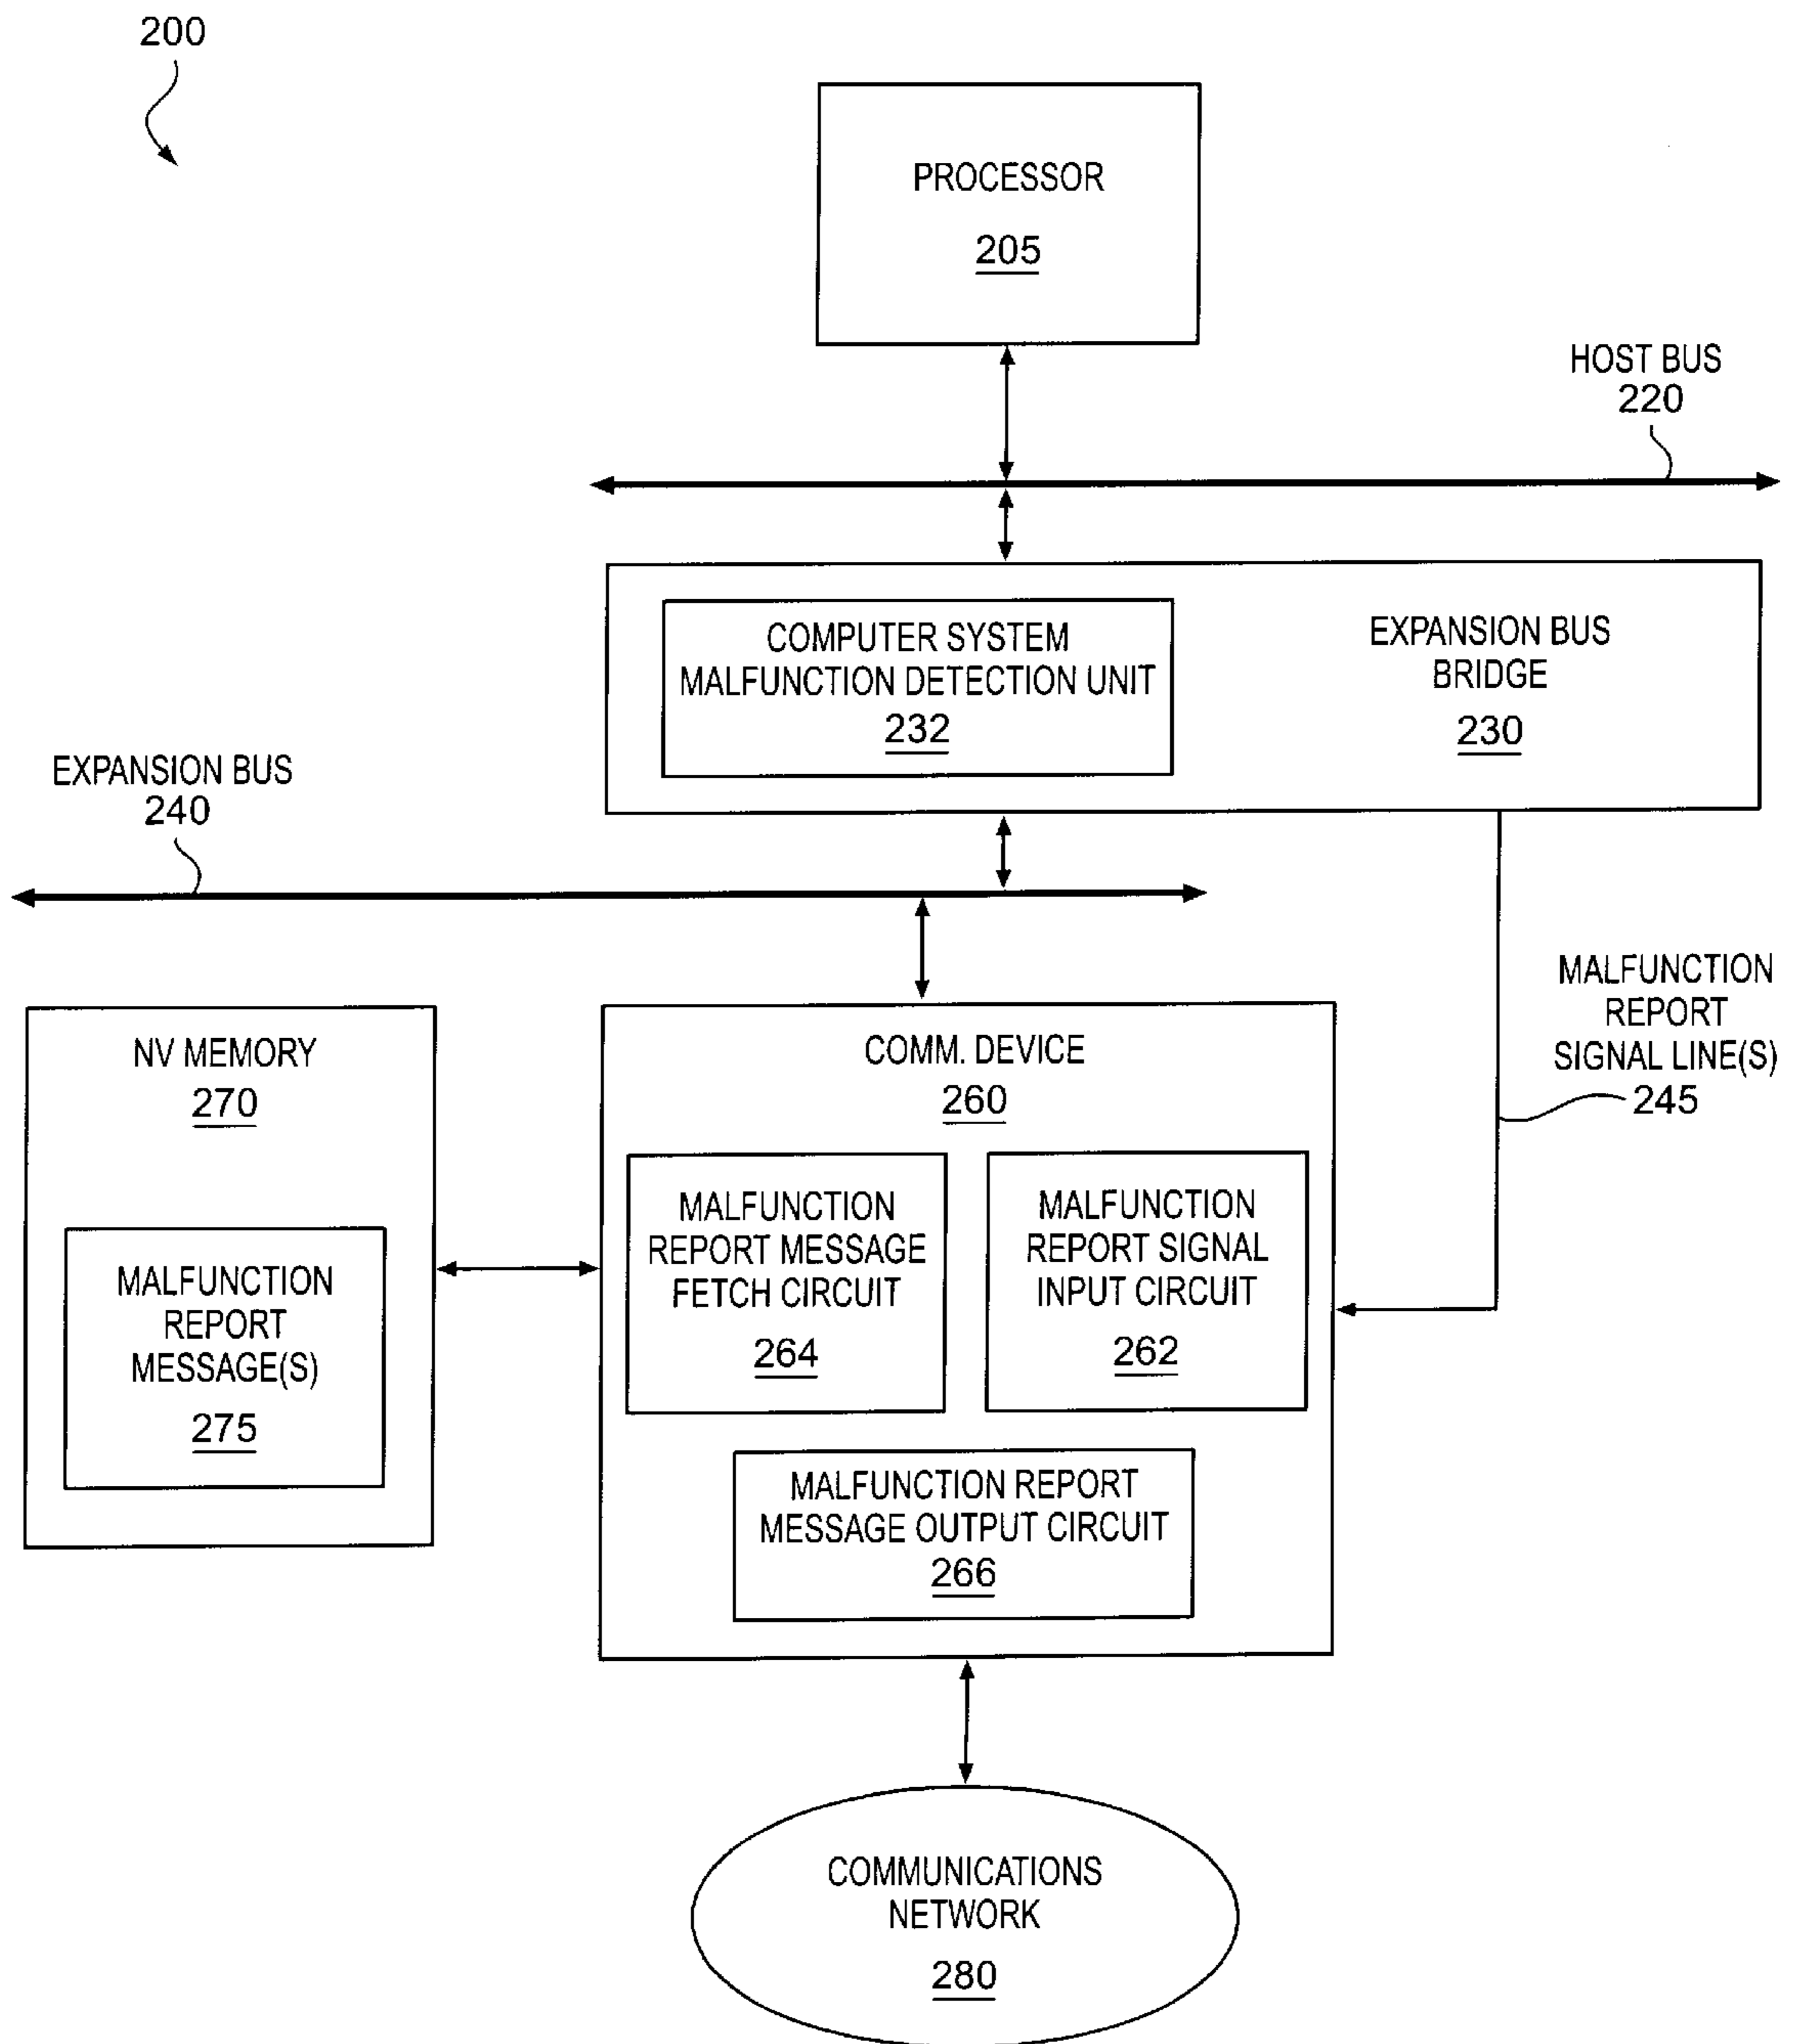 200
PROCESSOR
205
HOST BUS
220
COMPUTER SYSTEM
MALFUNCTION DETECTION UNIT
232
EXPANSION BUS
BRIDGE
230
EXPANSION BUS
240
MALFUNCTION
REPORT
SIGNAL LINE(S)
245
NV MEMORY
270
MALFUNCTION
REPORT
MESSAGE(S)
275
COMM. DEVICE
260
MALFUNCTION
REPORT MESSAGE
FETCH CIRCUIT
264
MALFUNCTION
REPORT SIGNAL
INPUT CIRCUIT
262
MALFUNCTION REPORT
MESSAGE OUTPUT CIRCUIT
266
COMMUNICATIONS
NETWORK
280